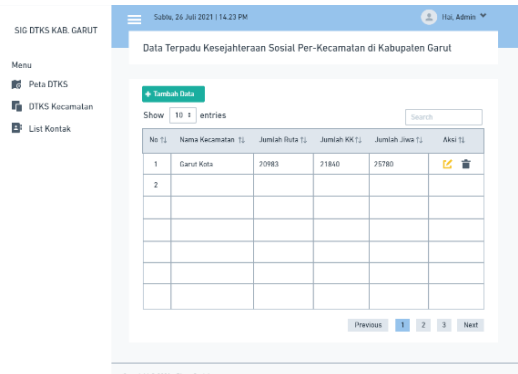 SIG DTKS KAB. GARUT
Sabtu, 26 Juli 2021 | 14.23 PM
Hai, Admin
Menu
Peta DTKS
DTKS Kecamatan
List Kontak
Data Terpadu Kesejahteraan Sosial Per-Kecamatan di Kabupaten Garut
+ Tambah Data
Show 10 entries
Search
No Nama Kecamatan Jumlah Ruta Jumlah KK Jumlah Jiwa Aksi
1 Garut Kota 20983 21840 25780
2
Previous 1 2 3 Next